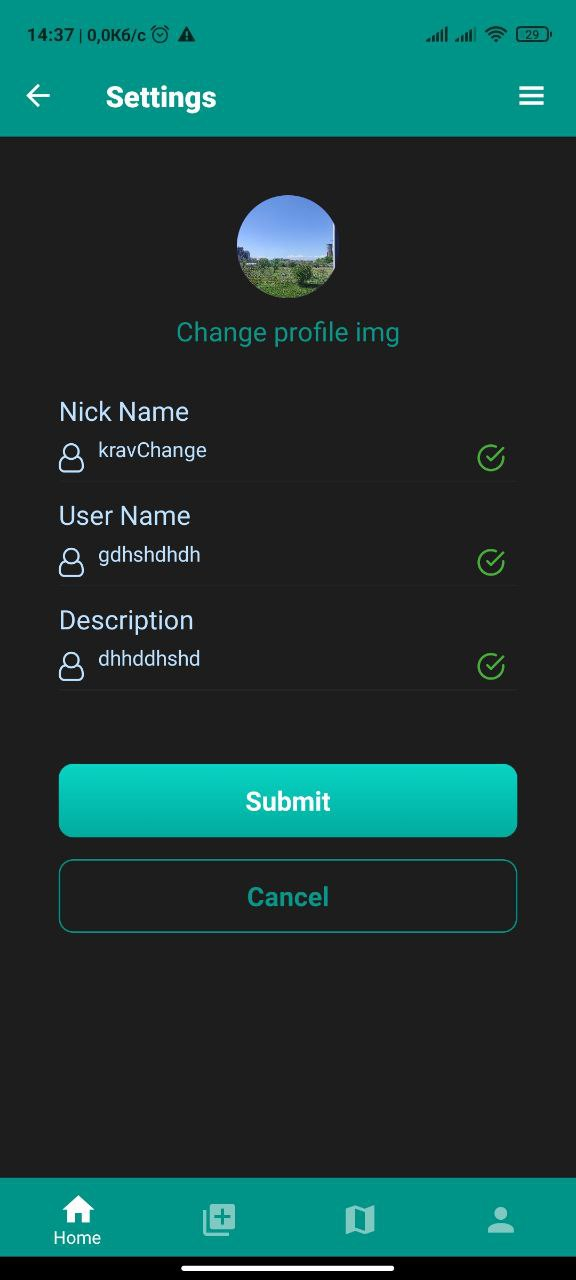 14:37 | 0,0К6/с
29
Settings
Change profile img
Nick Name
kravChange
User Name
gdhshdhdh
Description
dhhddhshd
Submit
Cancel
Home